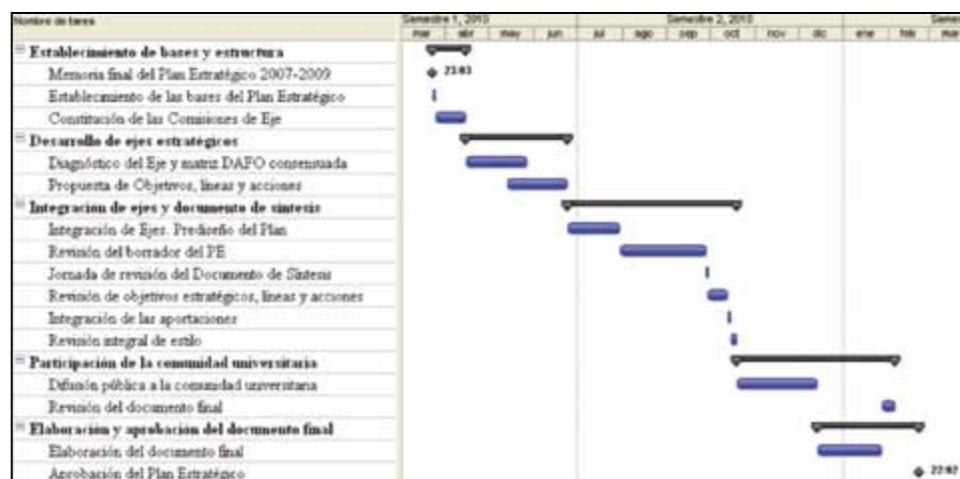 Nombre de tarea
Semestre 1, 2010 Semestre 2, 2010 Semes
mar abr may jun jul ago sep oct nov dic ene feb mar
Establecimiento de bases y estructura
Memoria final del Plan Estratégico 2007-2009 23/03
Establecimiento de las bases del Plan Estratégico
Constitución de las Comisiones de Eje
Desarrollo de ejes estratégicos
Diagnóstico del Eje y matriz DAFO consensuada
Propuesta de Objetivos, líneas y acciones
Integración de ejes y documento de síntesis
Integración de Ejes. Prediseño del Plan
Revisión del borrador del PE
Jornada de revisión del Documento de Síntesis
Revisión de objetivos estratégicos, líneas y acciones
Integración de las aportaciones
Revisión integral de estilo
Participación de la comunidad universitaria
Difusión pública a la comunidad universitaria
Revisión del documento final
Elaboración y aprobación del documento final
Elaboración del documento final
Aprobación del Plan Estratégico 22/02